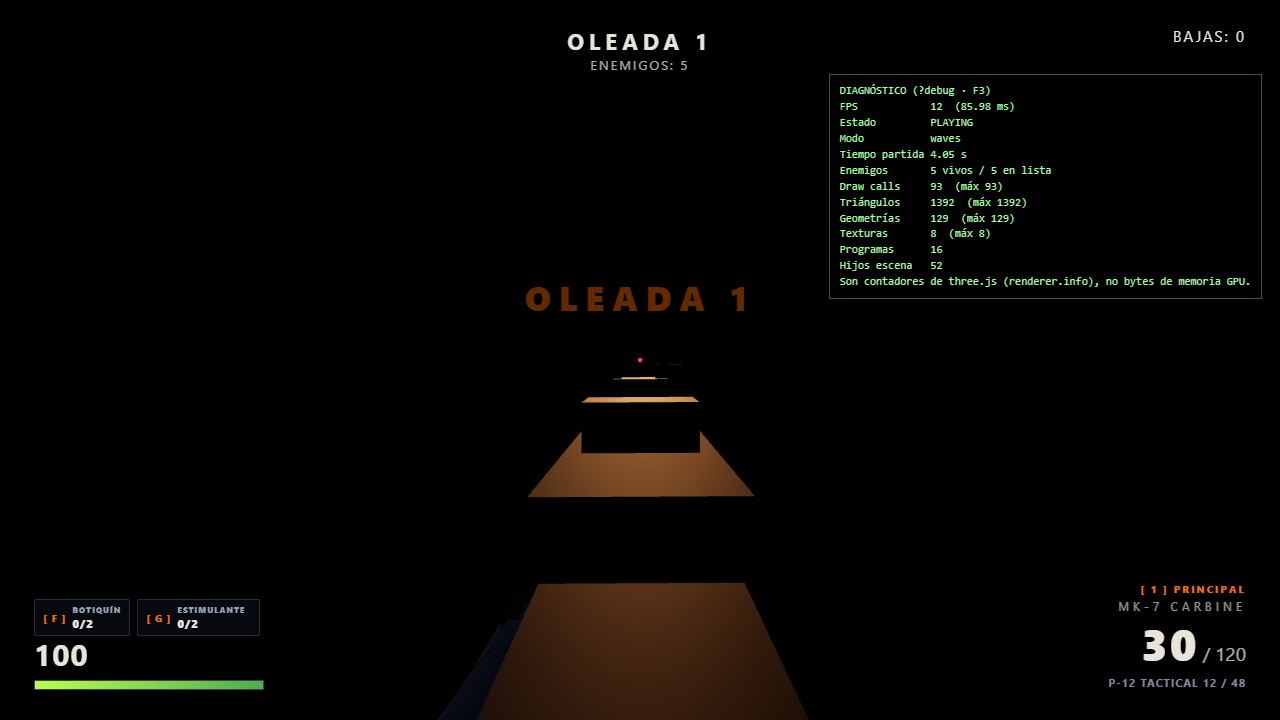 OLEADA 1
ENEMIGOS: 5
BAJAS: 0
DIAGNÓSTICO (?debug · F3)
FPS 12 (85.98 ms)
Estado PLAYING
Modo waves
Tiempo partida 4.05 s
Enemigos 5 vivos / 5 en lista
Draw calls 93 (máx 93)
Triángulos 1392 (máx 1392)
Geometrías 129 (máx 129)
Texturas 8 (máx 8)
Programas 16
Hijos escena 52
Son contadores de three.js (renderer.info), no bytes de memoria GPU.
OLEADA 1
[ F ] BOTIQUÍN 0/2
[ G ] ESTIMULANTE 0/2
100
[ 1 ] PRINCIPAL
MK-7 CARBINE
30 / 120
P-12 TACTICAL 12 / 48